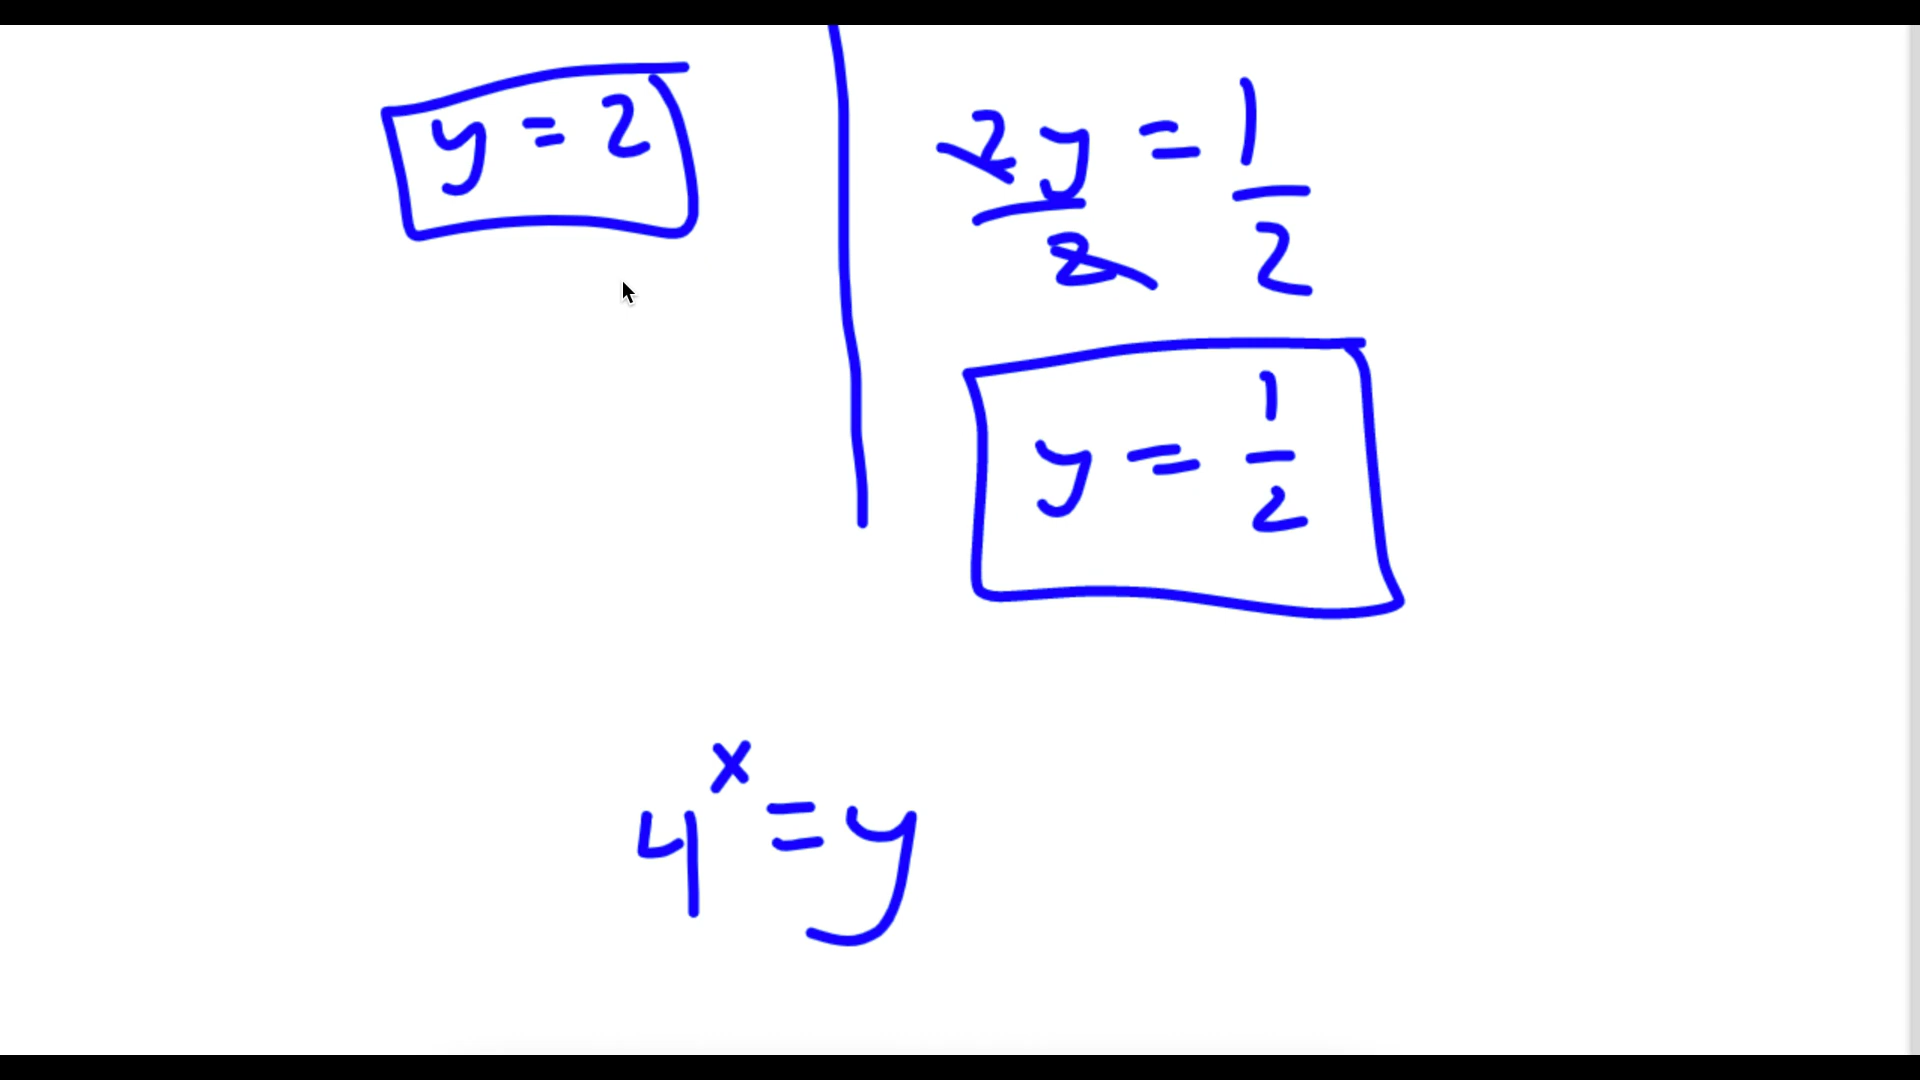 y = 2
2y = 1
2 2
y = 1/2
4^x = y